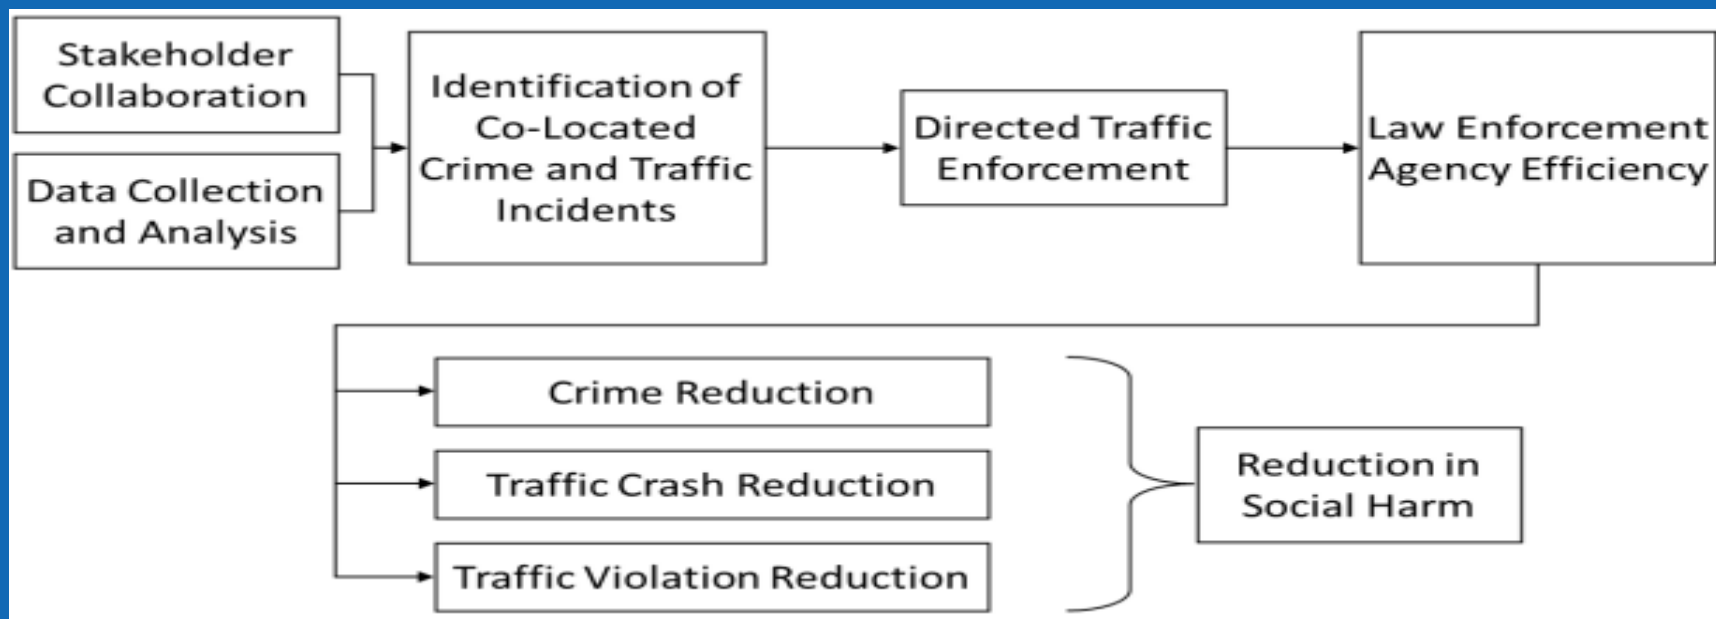 Stakeholder
Collaboration
Data Collection
and Analysis
Identification of
Co-Located
Crime and Traffic
Incidents
Directed Traffic
Enforcement
Law Enforcement
Agency Efficiency
Crime Reduction
Traffic Crash Reduction
Traffic Violation Reduction
Reduction in
Social Harm